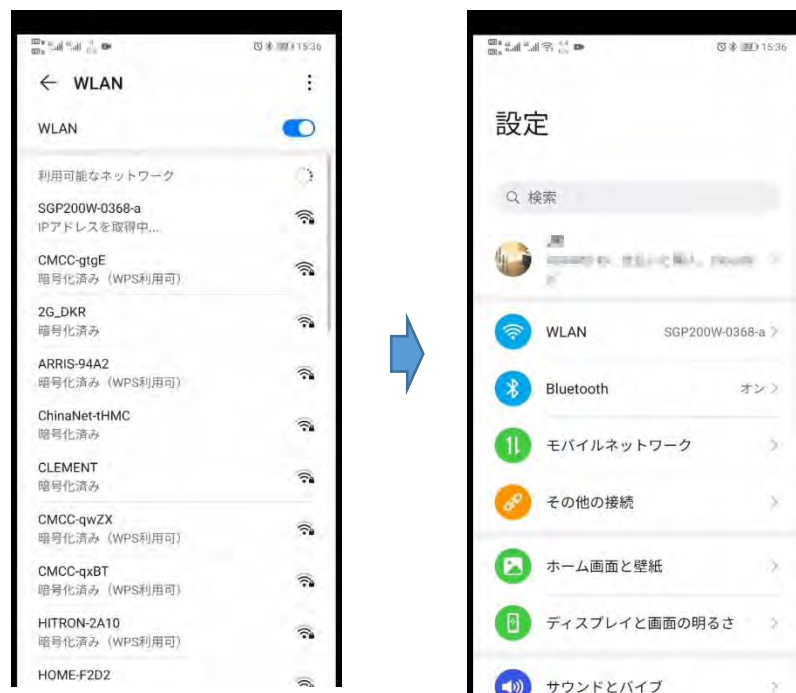 15:36
WLAN
WLAN
利用可能なネットワーク
SGP200W-0368-a
IPアドレスを取得中...
CMCC-gtgE
暗号化済み（WPS利用可）
2G_DKR
暗号化済み
ARRIS-94A2
暗号化済み（WPS利用可）
ChinaNet-tHMC
暗号化済み
CLEMENT
暗号化済み
CMCC-qwZX
暗号化済み（WPS利用可）
CMCC-qxBT
暗号化済み（WPS利用可）
HITRON-2A10
暗号化済み（WPS利用可）
HOME-F2D2
15:36
設定
検索
WLAN SGP200W-0368-a
Bluetooth オン
モバイルネットワーク
その他の接続
ホーム画面と壁紙
ディスプレイと画面の明るさ
サウンドとバイブ